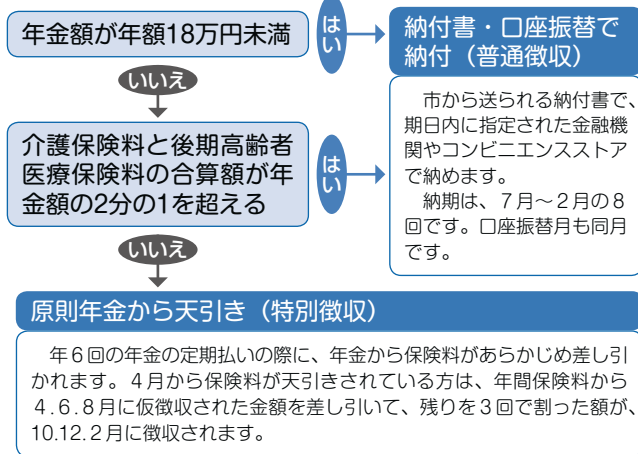 年金額が年額18万円未満
はい
納付書・口座振替で
納付（普通徴収）
市から送られる納付書で、
期日内に指定された金融機
関やコンビニエンスストア
で納めます。
納期は、７月～２月の８
回です。口座振替月も同月
です。
いいえ
介護保険料と後期高齢者
医療保険料の合算額が年
金額の2分の1を超える
はい
いいえ
原則年金から天引き（特別徴収）
年６回の年金の定期払いの際に、年金から保険料があらかじめ差し引
かれます。４月から保険料が天引きされている方は、年間保険料から
４.６.８月に仮徴収された金額を差し引いて、残りを３回で割った額が、
10.12.２月に徴収されます。